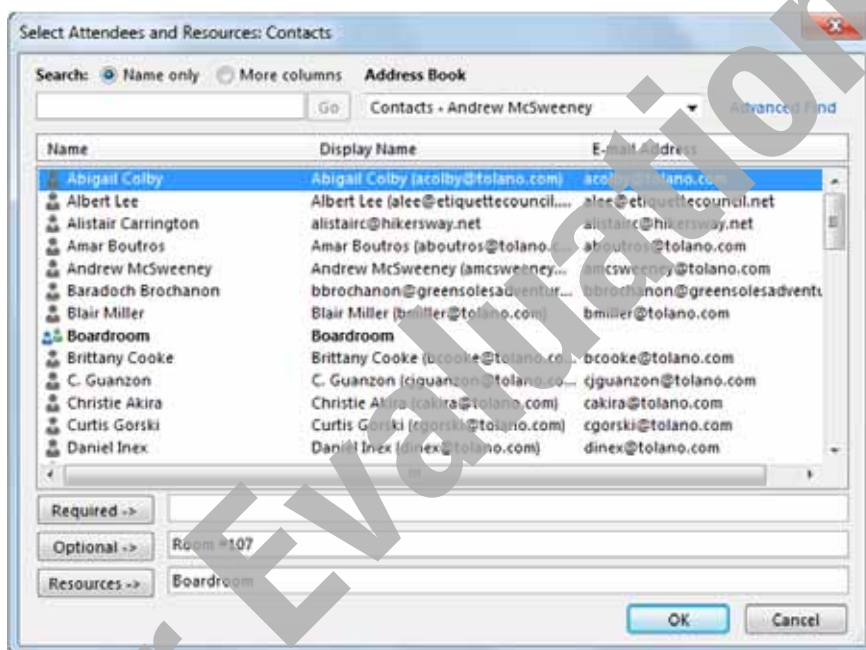 Select Attendees and Resources: Contacts
Search: Name only More columns Address Book
Go Contacts - Andrew McSweeney Advanced Find
Name Display Name E-mail Address
Abigail Colby Abigail Colby (acolby@tolano.com) acolby@tolano.com
Albert Lee Albert Lee (alee@etiquettecouncil.... alee@etiquettecouncil.net
Alistair Carrington alistairc@hikersway.net alistairc@hikersway.net
Amar Boutros Amar Boutros (aboutros@tolano.c... aboutros@tolano.com
Andrew McSweeney Andrew McSweeney (amcsweeney... amcsweeney@tolano.com
Baradoch Brochanon bbrochanon@greensolesadventur... bbrochanon@greensolesadventu
Blair Miller Blair Miller (bmiller@tolano.com) bmiller@tolano.com
Boardroom Boardroom
Brittany Cooke Brittany Cooke (bcooke@tolano.co... bcooke@tolano.com
C. Guanzon C. Guanzon (cjguanzon@tolano.co... cjguanzon@tolano.com
Christie Akira Christie Akira (cakira@tolano.com) cakira@tolano.com
Curtis Gorski Curtis Gorski (cgorski@tolano.com) cgorski@tolano.com
Daniel Inex Daniel Inex (dinex@tolano.com) dinex@tolano.com
Required ->
Optional -> Room #107
Resources -> Boardroom
OK Cancel
r Evaluation